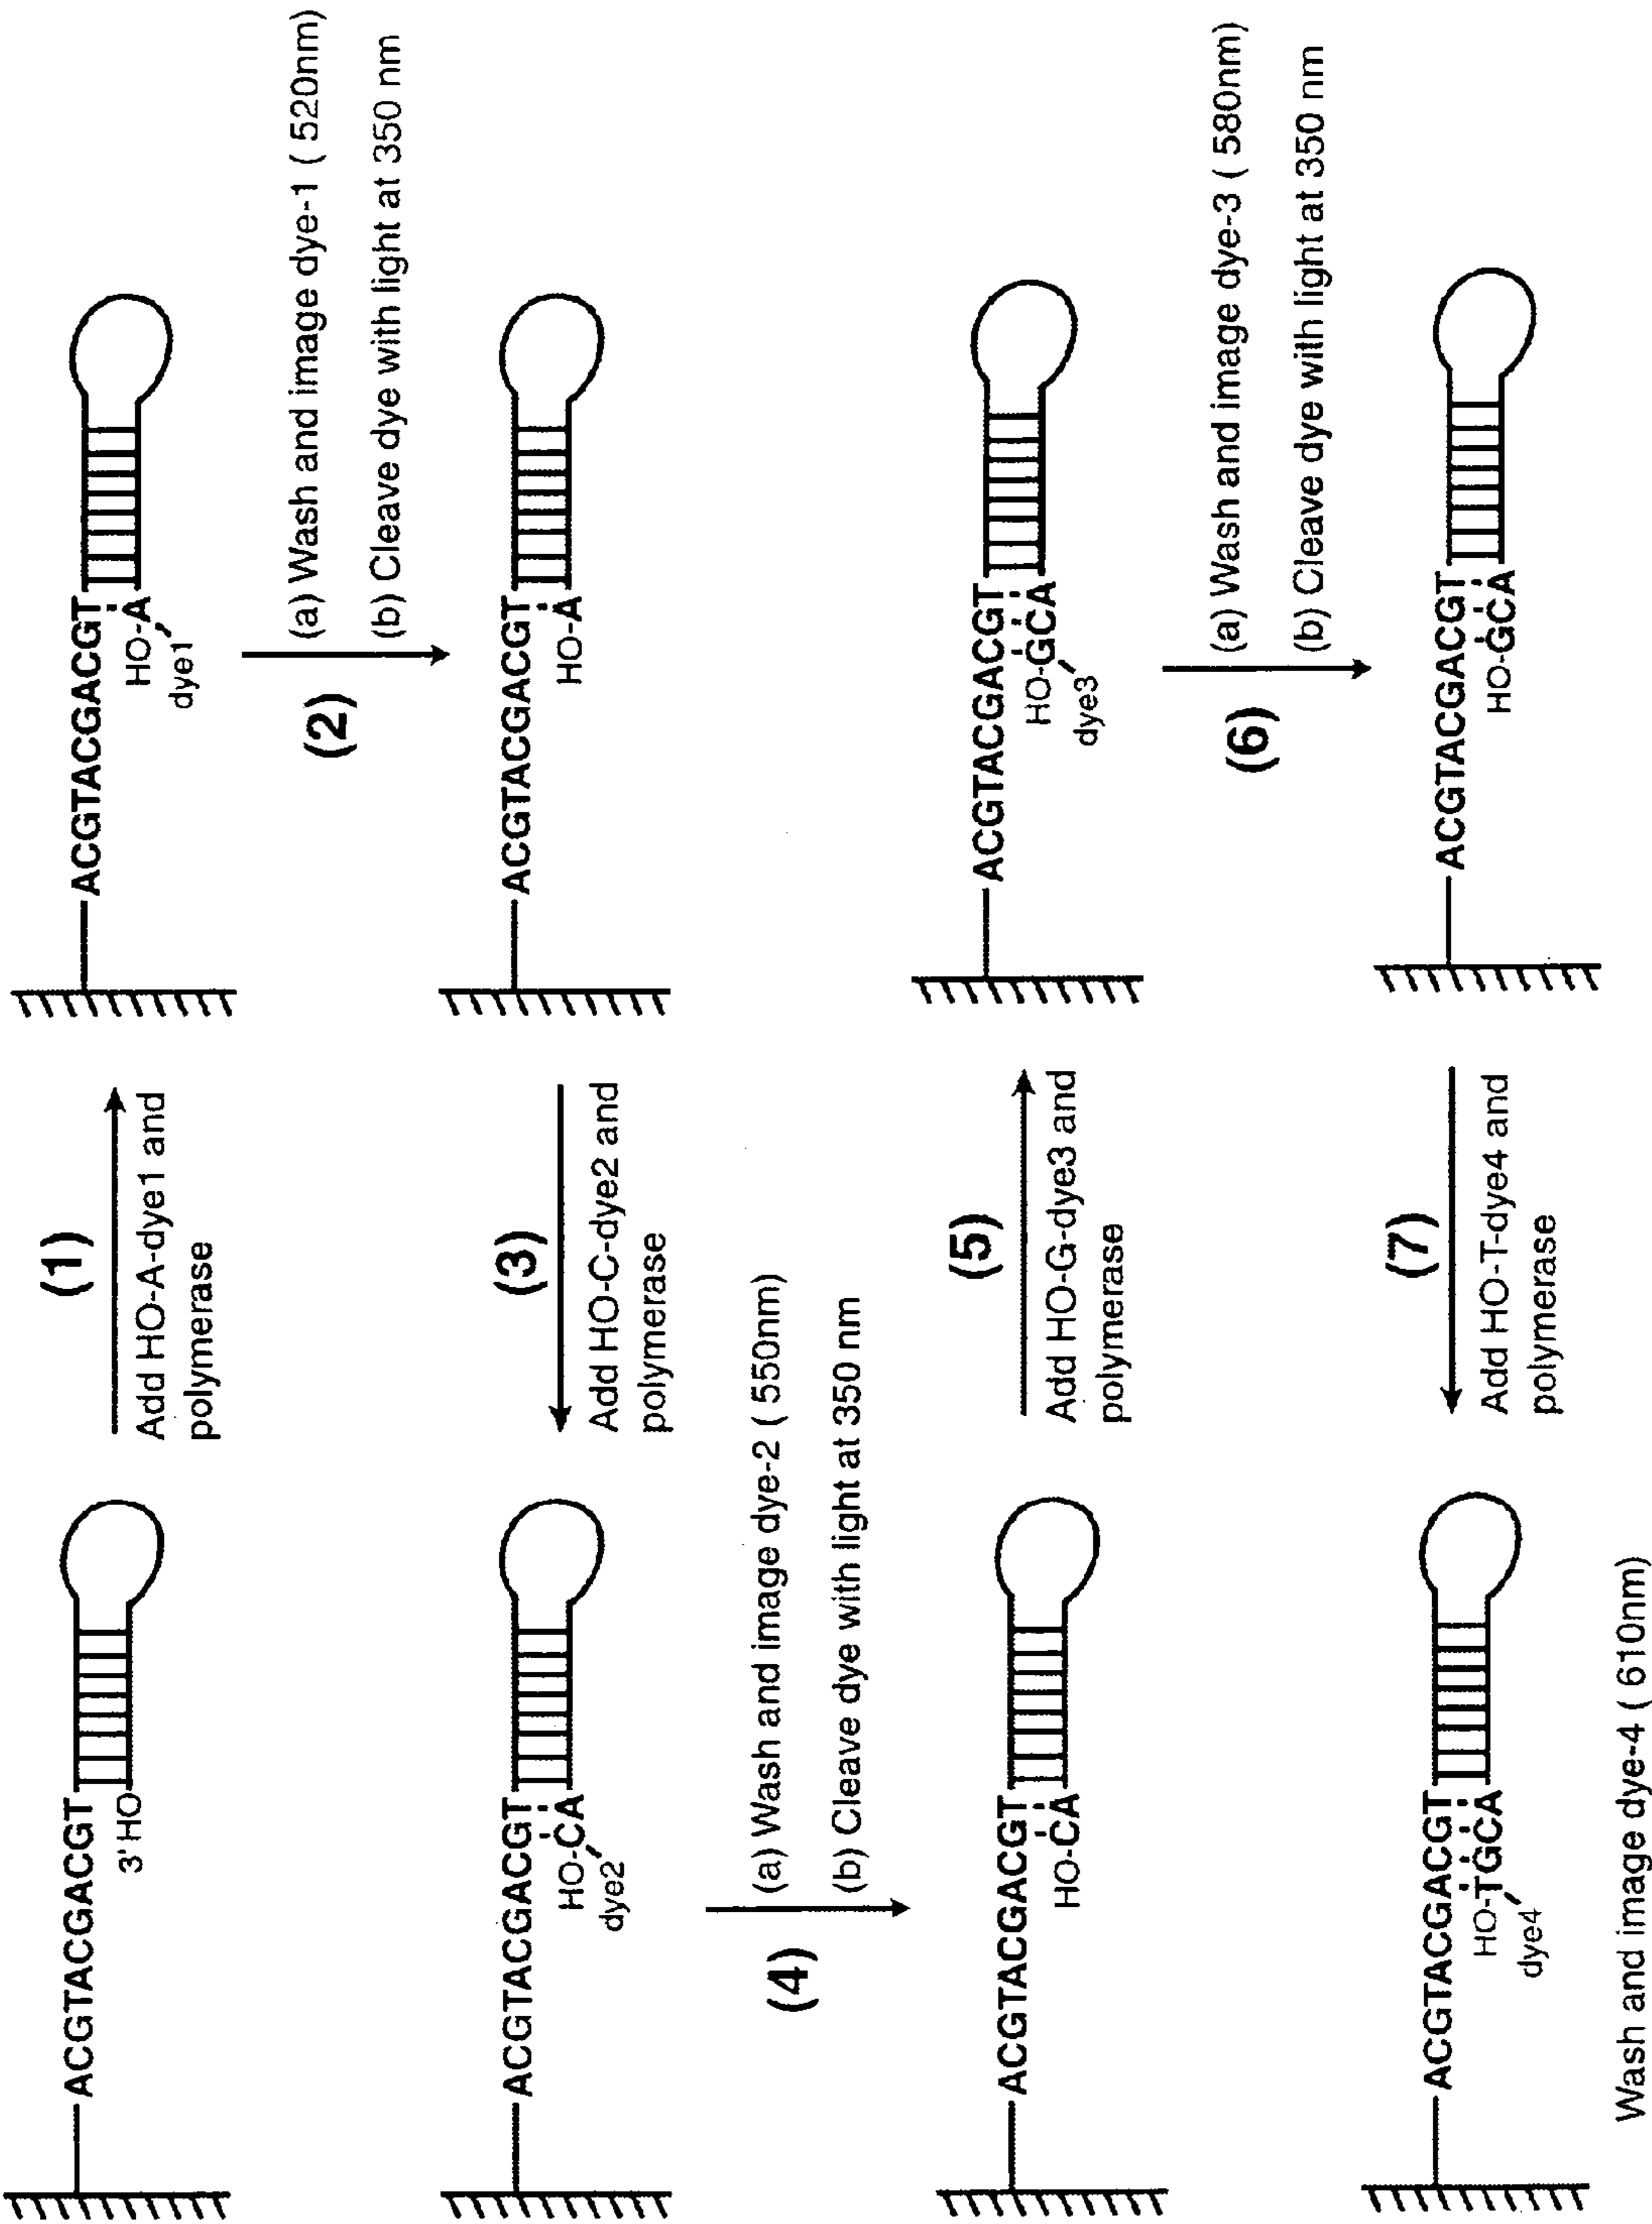 ACGTACGACGT
3' HO
(1)
Add HO-A-dye1 and
polymerase
ACGTACGACGT
HO-A
dye1
(2)
(a) Wash and image dye-1 ( 520nm)
(b) Cleave dye with light at 350 nm
ACGTACGACGT
HO-A
(3)
Add HO-C-dye2 and
polymerase
ACGTACGACGT
HO-CA
dye2
(4)
(a) Wash and image dye-2 ( 550nm)
(b) Cleave dye with light at 350 nm
ACGTACGACGT
HO-CA
(5)
Add HO-G-dye3 and
polymerase
ACGTACGACGT
HO-GCA
dye3
(6)
(a) Wash and image dye-3 ( 580nm)
(b) Cleave dye with light at 350 nm
ACGTACGACGT
HO-GCA
(7)
Add HO-T-dye4 and
polymerase
ACGTACGACGT
HO-TGCA
dye4
Wash and image dye-4 ( 610nm)